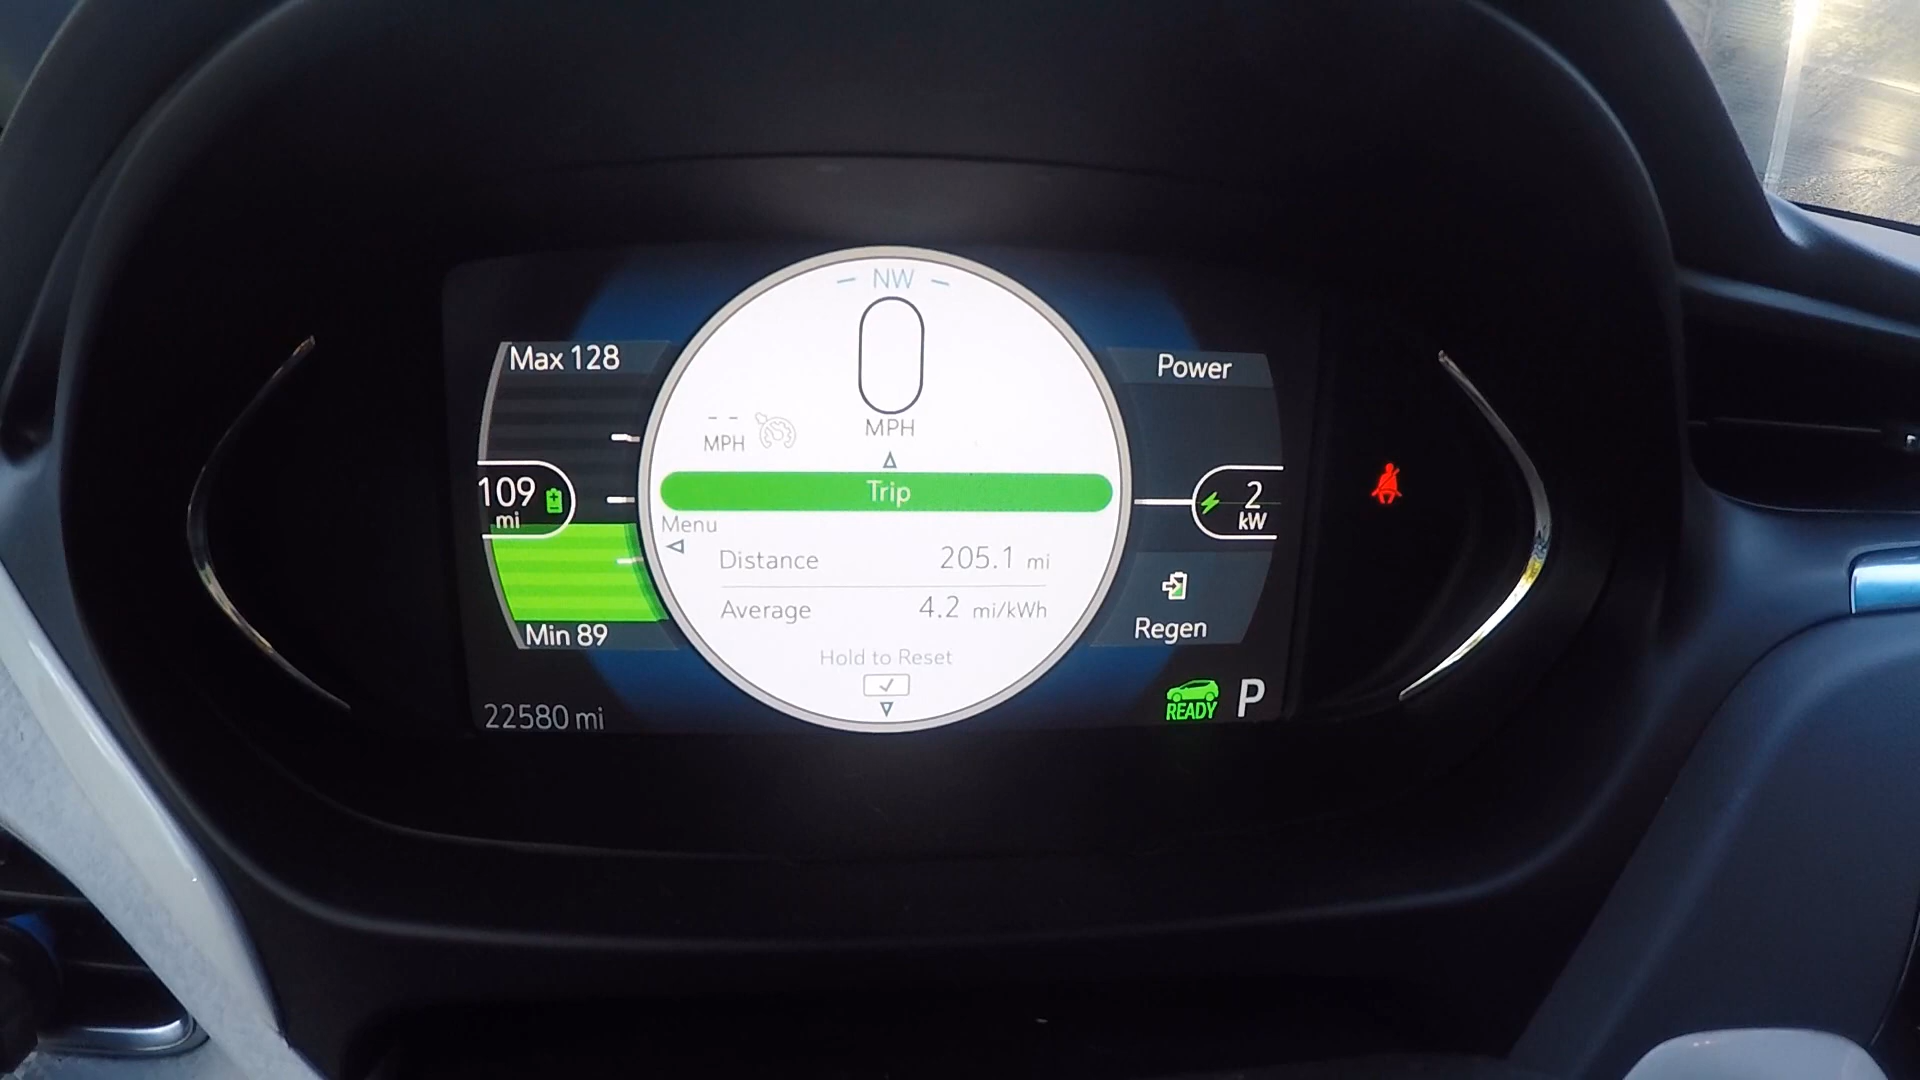 NW
0
MPH
Max 128
Power
-- MPH
Trip
109
mi
2
kW
Menu
Distance 205.1 mi
Average 4.2 mi/kWh
Min 89
Regen
Hold to Reset
22580 mi
READY
P